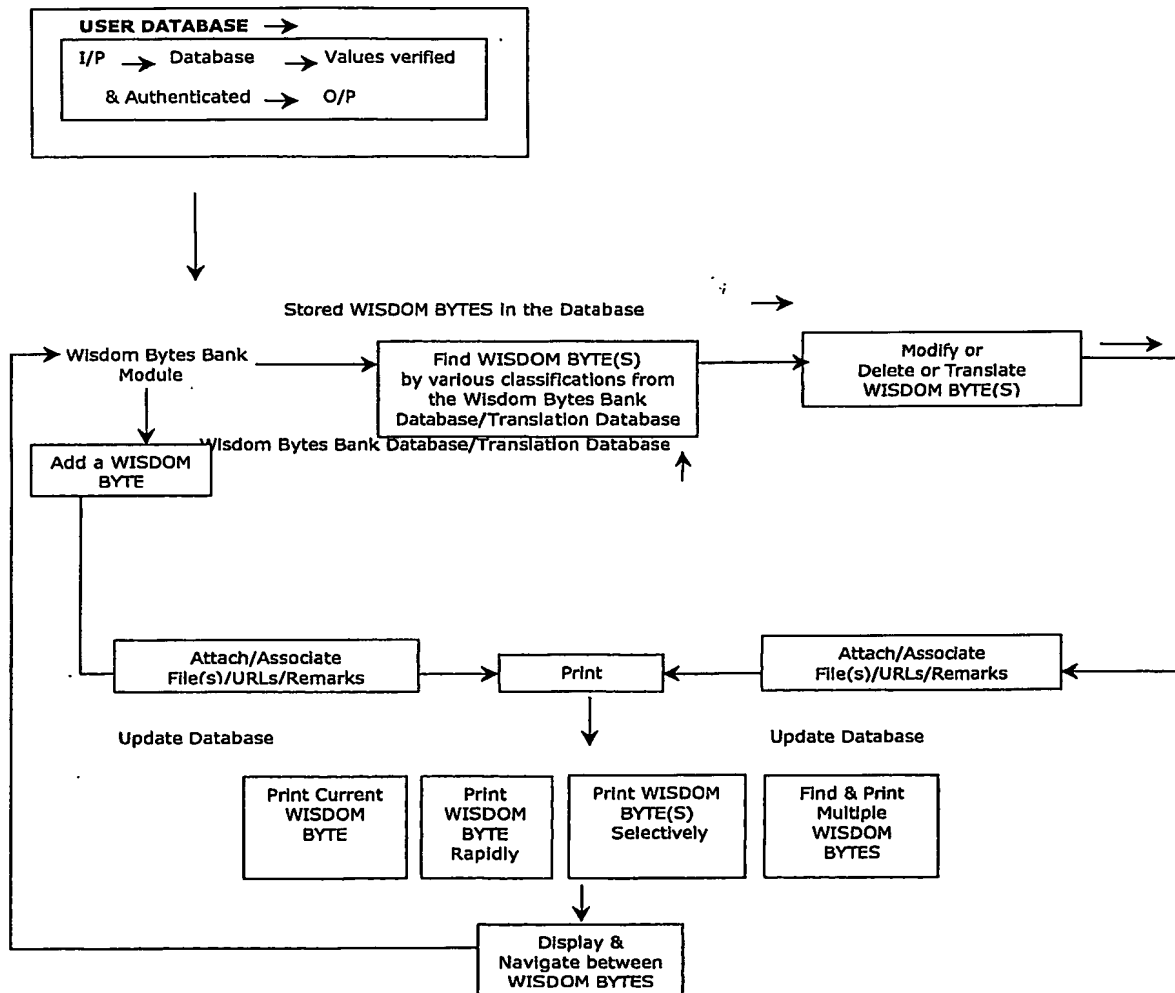 USER DATABASE
I/P Database Values verified
& Authenticated O/P
Stored WISDOM BYTES in the Database
Wisdom Bytes Bank
Module
Find WISDOM BYTE(S)
by various classifications from
the Wisdom Bytes Bank
Database/Translation Database
Modify or
Delete or Translate
WISDOM BYTE(S)
Wisdom Bytes Bank Database/Translation Database
Add a WISDOM
BYTE
Attach/Associate
File(s)/URLs/Remarks
Print
Attach/Associate
File(s)/URLs/Remarks
Update Database
Update Database
Print Current
WISDOM
BYTE
Print
WISDOM
BYTE
Rapidly
Print WISDOM
BYTE(S)
Selectively
Find & Print
Multiple
WISDOM
BYTES
Display &
Navigate between
WISDOM BYTES